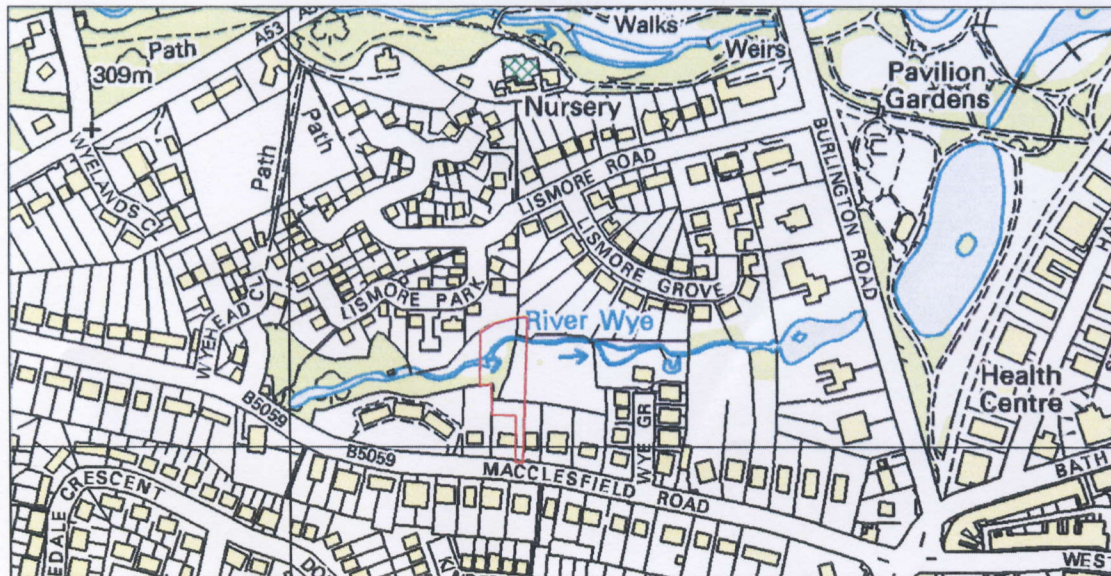 Walks
Path
A53
309m
Weirs
Pavilion
Gardens
Nursery
Path
Path
WYELANDS CL
LISMORE ROAD
BURLINGTON ROAD
LISMORE GROVE
LISMORE PARK
WYEHEAD CL
River Wye
Health
Centre
WYE GR
B5059
B5059
MACCLESFIELD ROAD
BATH
CRESCENT
WES